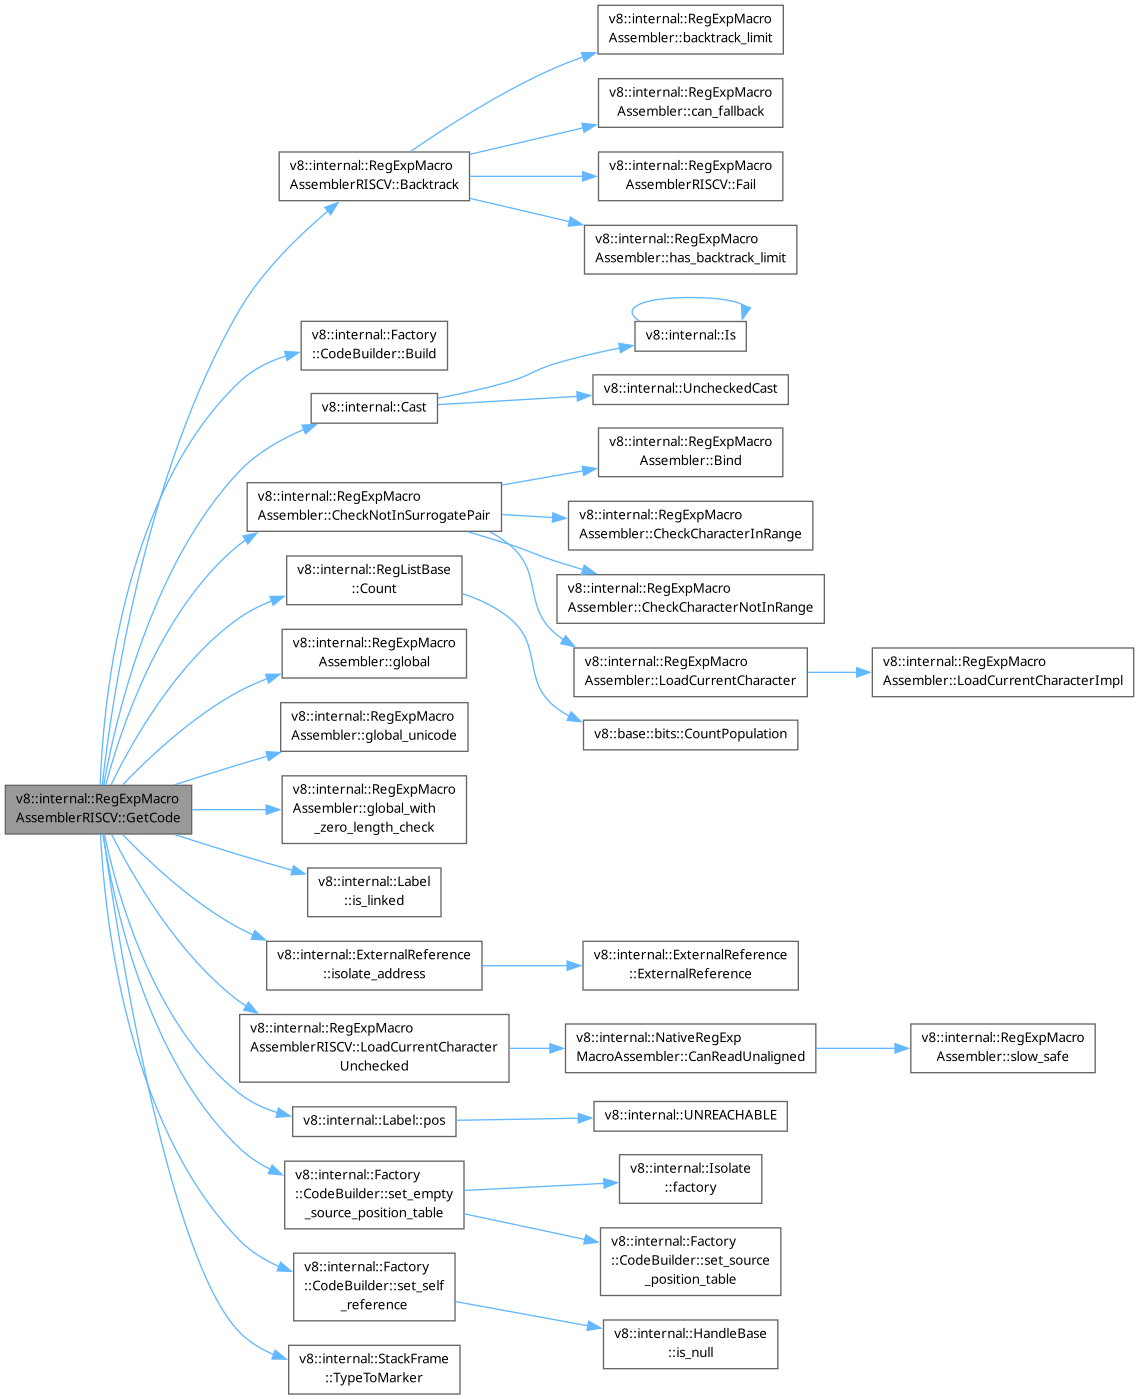 v8::internal::RegExpMacro
Assembler::backtrack_limit
v8::internal::RegExpMacro
Assembler::can_fallback
v8::internal::RegExpMacro
AssemblerRISCV::Backtrack
v8::internal::RegExpMacro
AssemblerRISCV::Fail
v8::internal::RegExpMacro
Assembler::has_backtrack_limit
v8::internal::Factory
::CodeBuilder::Build
v8::internal::Is
v8::internal::Cast
v8::internal::UncheckedCast
v8::internal::RegExpMacro
Assembler::Bind
v8::internal::RegExpMacro
Assembler::CheckNotInSurrogatePair
v8::internal::RegExpMacro
Assembler::CheckCharacterInRange
v8::internal::RegListBase
::Count
v8::internal::RegExpMacro
Assembler::CheckCharacterNotInRange
v8::internal::RegExpMacro
Assembler::global
v8::internal::RegExpMacro
Assembler::LoadCurrentCharacter
v8::internal::RegExpMacro
Assembler::LoadCurrentCharacterImpl
v8::internal::RegExpMacro
Assembler::global_unicode
v8::base::bits::CountPopulation
v8::internal::RegExpMacro
AssemblerRISCV::GetCode
v8::internal::RegExpMacro
Assembler::global_with
_zero_length_check
v8::internal::Label
::is_linked
v8::internal::ExternalReference
::isolate_address
v8::internal::ExternalReference
::ExternalReference
v8::internal::RegExpMacro
AssemblerRISCV::LoadCurrentCharacter
Unchecked
v8::internal::NativeRegExp
MacroAssembler::CanReadUnaligned
v8::internal::RegExpMacro
Assembler::slow_safe
v8::internal::Label::pos
v8::internal::UNREACHABLE
v8::internal::Factory
::CodeBuilder::set_empty
_source_position_table
v8::internal::Isolate
::factory
v8::internal::Factory
::CodeBuilder::set_source
_position_table
v8::internal::Factory
::CodeBuilder::set_self
_reference
v8::internal::HandleBase
::is_null
v8::internal::StackFrame
::TypeToMarker